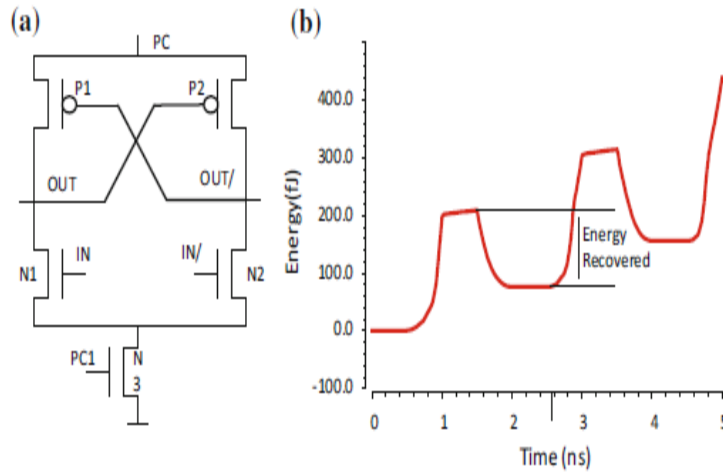 (a)
PC
P1
P2
OUT
OUT/
IN
IN/
N1
N2
PC1
N
3
(b)
400.0
300.0
200.0
100.0
0.0
-100.0
Energy(fJ)
Energy
Recovered
0 1 2 3 4 5
Time (ns)